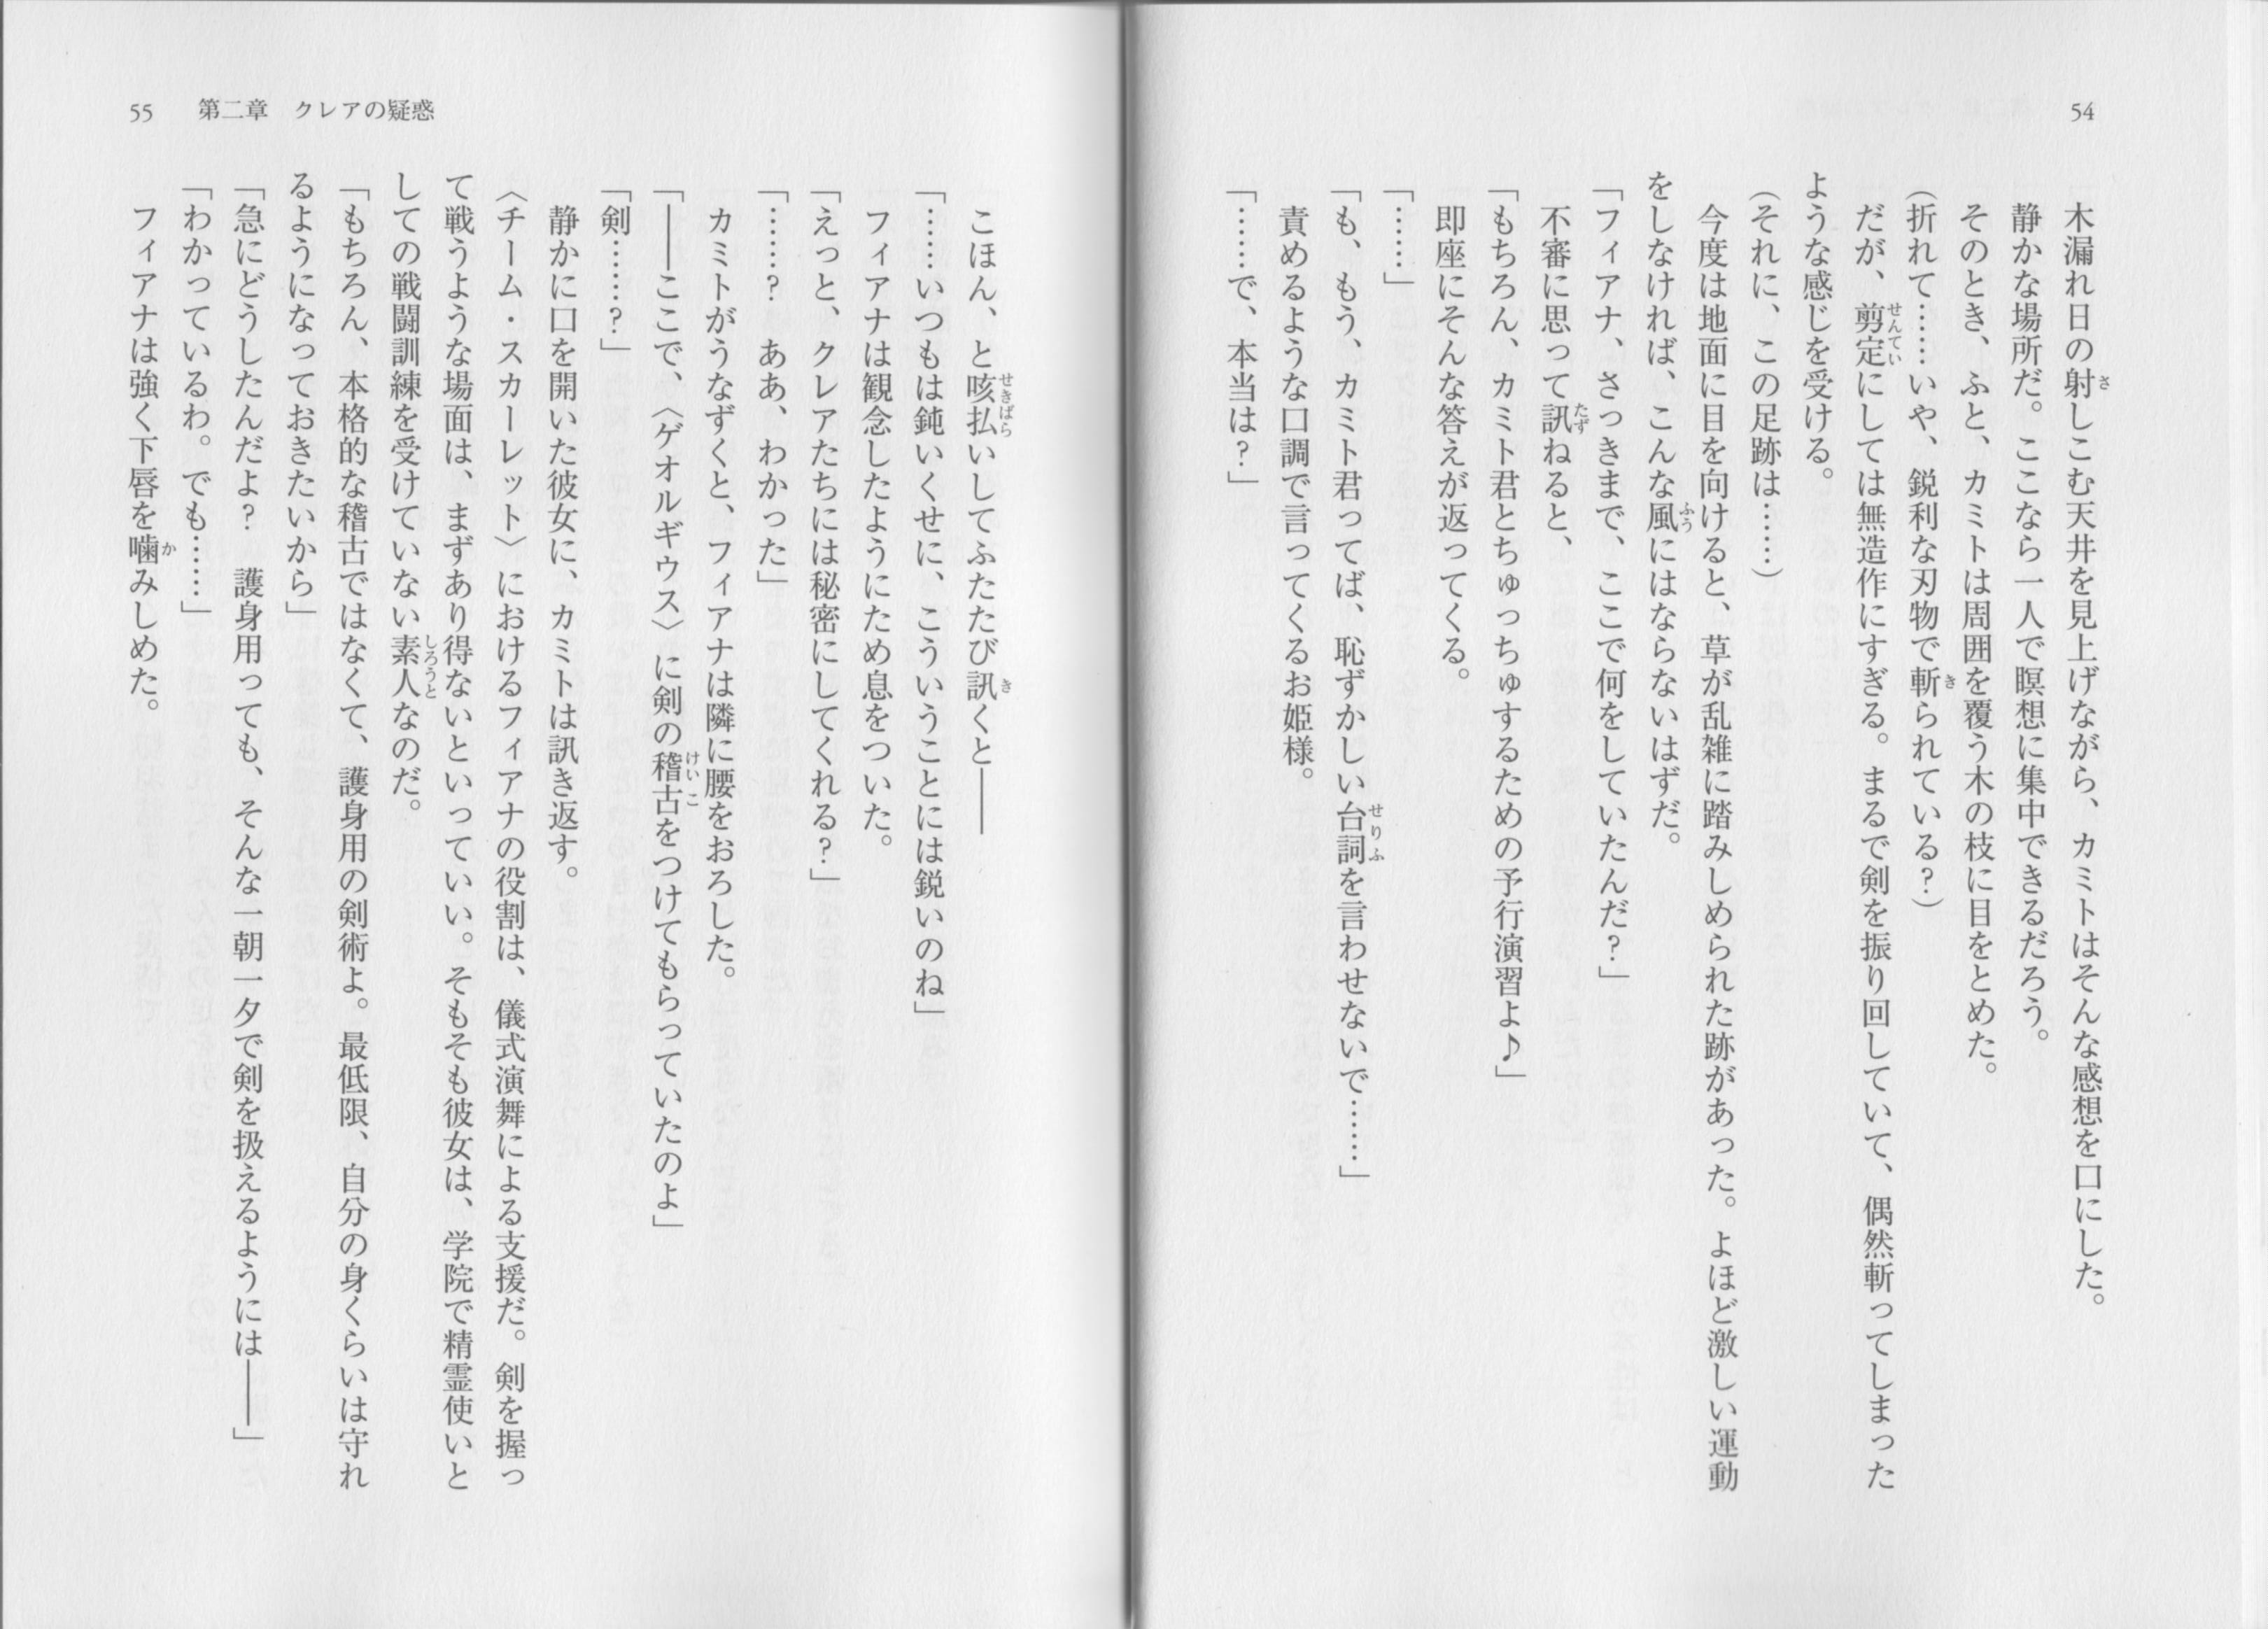 54
木漏れ日の射しこむ天井を見上げながら、カミトはそんな感想を口にした。
静かな場所だ。ここなら一人で瞑想に集中できるだろう。
そのとき、ふと、カミトは周囲を覆う木の枝に目をとめた。
(折れて……いや、鋭利な刃物で斬られている?)
だが、剪定にしては無造作にすぎる。まるで剣を振り回していて、偶然斬ってしまった
ような感じを受ける。
(それに、この足跡は……)
今度は地面に目を向けると、草が乱雑に踏みしめられた跡があった。よほど激しい運動
をしなければ、こんな風にはならないはずだ。
「フィアナ、さっきまで、ここで何をしていたんだ?」
不審に思って訊ねると、
「もちろん、カミト君とちゅっちゅするための予行演習よ♪」
即座にそんな答えが返ってくる。
「……」
「も、もう、カミト君ってば、恥ずかしい台詞を言わせないで……」
責めるような口調で言ってくるお姫様。
「……で、本当は?」
55 第二章 クレアの疑惑
こほん、と咳払いしてふたたび訊くと――
「……いつもは鈍いくせに、こういうことには鋭いのね」
フィアナは観念したようにため息をついた。
「えっと、クレアたちには秘密にしてくれる?」
「……? ああ、わかった」
カミトがうなずくと、フィアナは隣に腰をおろした。
「――ここで、〈ゲオルギウス〉に剣の稽古をつけてもらっていたのよ」
「剣……?」
静かに口を開いた彼女に、カミトは訊き返す。
〈チーム・スカーレット〉におけるフィアナの役割は、儀式演舞による支援だ。剣を握っ
て戦うような場面は、まずあり得ないといっていい。そもそも彼女は、学院で精霊使いと
しての戦闘訓練を受けていない素人なのだ。
「もちろん、本格的な稽古ではなくて、護身用の剣術よ。最低限、自分の身くらいは守れ
るようになっておきたいから」
「急にどうしたんだよ? 護身用っても、そんな一朝一夕で剣を扱えるようには――」
「わかっているわ。でも……」
フィアナは強く下唇を噛みしめた。